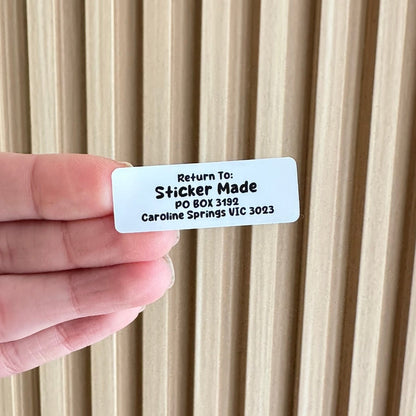 Return To:
Sticker Made
PO BOX 3192
Caroline Springs VIC 3023